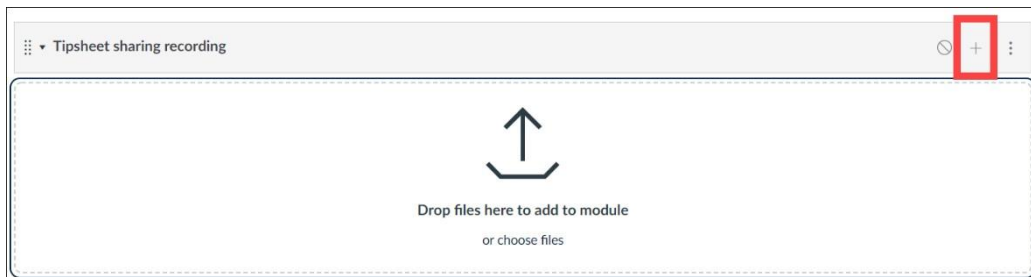 Tipsheet sharing recording
Drop files here to add to module
or choose files